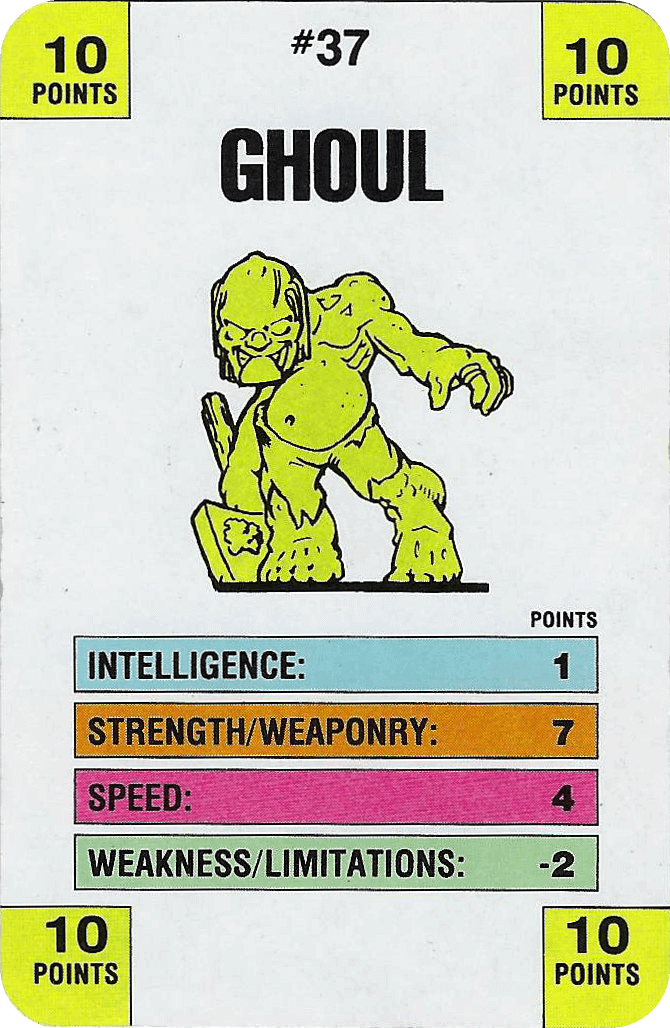 10
POINTS
#37
10
POINTS
GHOUL
POINTS
INTELLIGENCE: 1
STRENGTH/WEAPONRY: 7
SPEED: 4
WEAKNESS/LIMITATIONS: -2
10
POINTS
10
POINTS